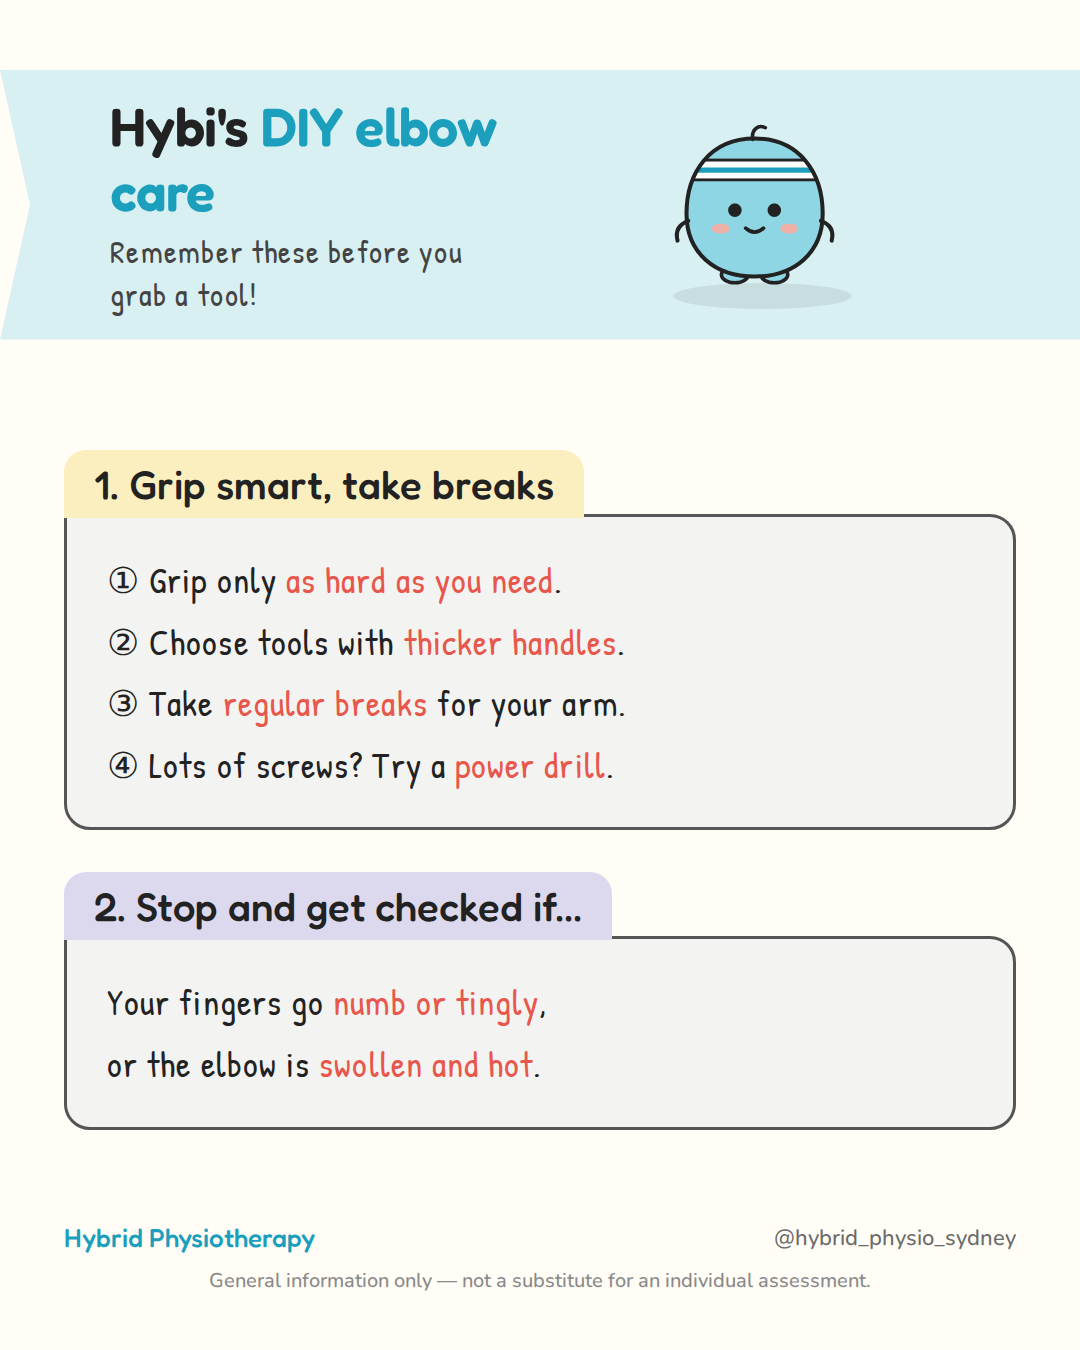 Hybi's DIY elbow
care
Remember these before you
grab a tool!
1. Grip smart, take breaks
① Grip only as hard as you need.
② Choose tools with thicker handles.
③ Take regular breaks for your arm.
④ Lots of screws? Try a power drill.
2. Stop and get checked if...
Your fingers go numb or tingly,
or the elbow is swollen and hot.
Hybrid Physiotherapy
@hybrid_physio_sydney
General information only — not a substitute for an individual assessment.